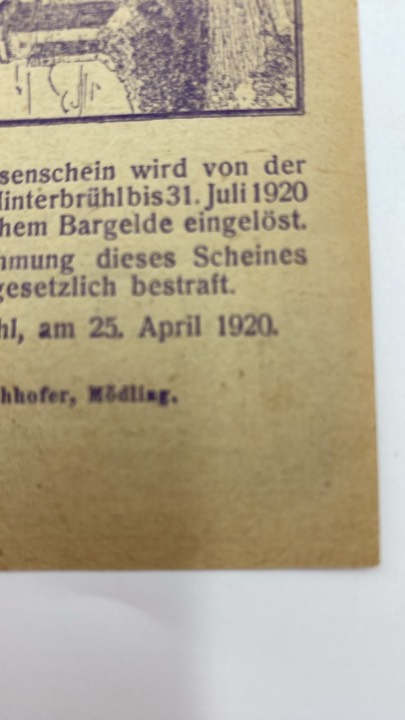 senschein wird von der
Hinterbrühl bis 31. Juli 1920
hem Bargelde eingelöst.
hmung dieses Scheines
gesetzlich bestraft.
hl, am 25. April 1920.
hhofer, Mödling.